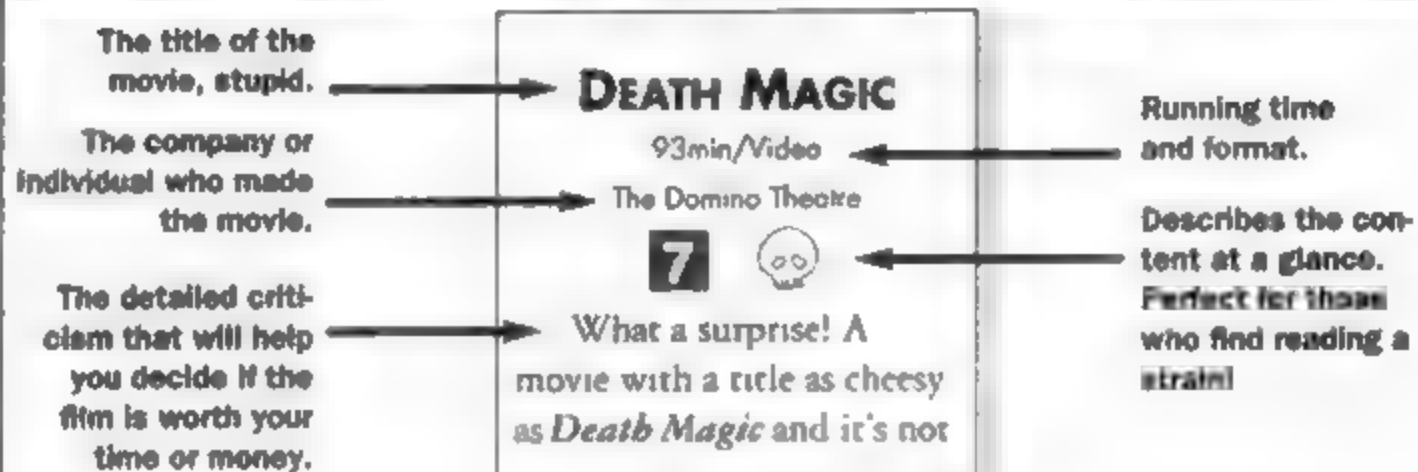 The title of the
movie, stupid.
The company or
individual who made
the movie.
The detailed criti-
cism that will help
you decide if the
film is worth your
time or money.
DEATH MAGIC
93min/Video
The Domino Theatre
7
What a surprise! A
movie with a title as cheesy
as Death Magic and it's not
Running time
and format.
Describes the con-
tent at a glance.
Perfect for those
who find reading a
strain!